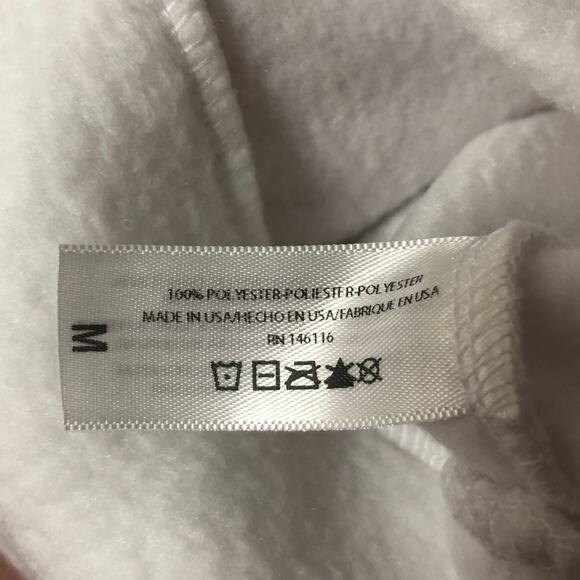 100% POLYESTER-POLIESTER-POLYESTER
MADE IN USA/HECHO EN USA/FABRIQUE EN USA
RN 146116
M